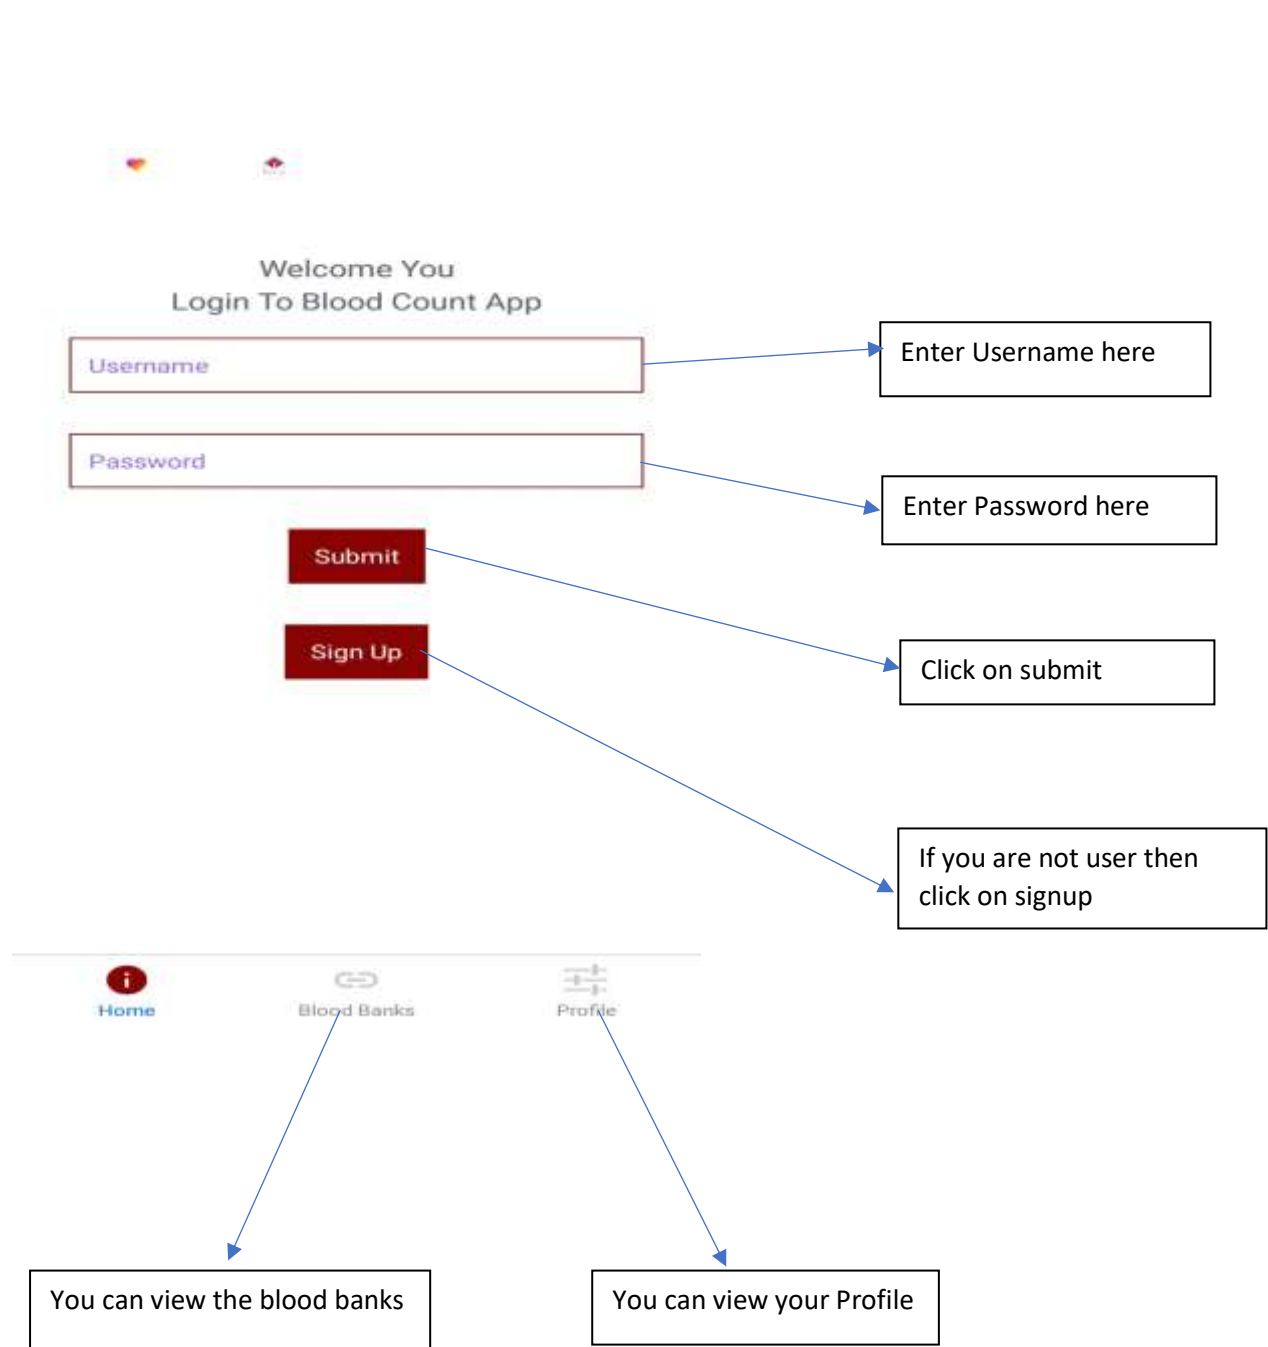 Welcome You
Login To Blood Count App
Username
Enter Username here
Password
Enter Password here
Submit
Sign Up
Click on submit
If you are not user then
click on signup
Home
Blood Banks
Profile
You can view the blood banks
You can view your Profile